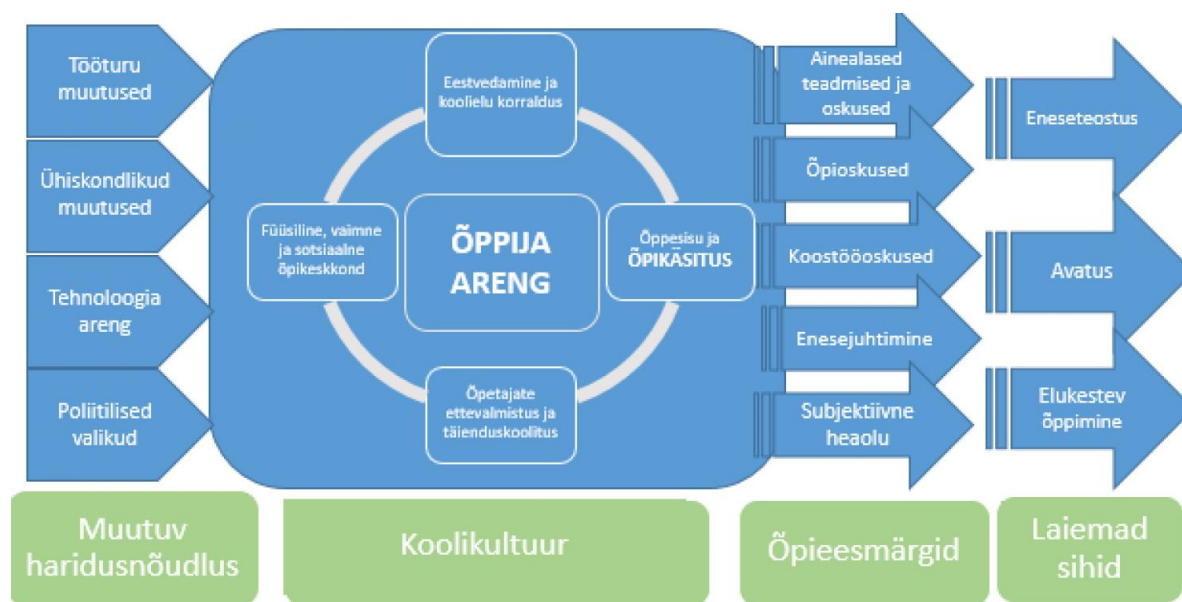 Tööturu
muutused
Ühiskondlikud
muutused
Tehnoloogia
areng
Poliitilised
valikud
Eestvedamine ja
koolielu korraldus
Füüsiline, vaimne
ja sotsiaalne
õpikeskkond
ÕPPIJA
ARENG
Õppesisu ja
ÕPIKÄSITUS
Õpetajate
ettevalmistus ja
täienduskoolitus
Ainealased
teadmised ja
oskused
Õpioskused
Koostööoskused
Enesejuhtimine
Subjektiivne
heaolu
Eneseteostus
Avatus
Elukestev
õppimine
Muutuv
haridusnõudlus
Koolikultuur
Õpieesmärgid
Laiemad
sihid